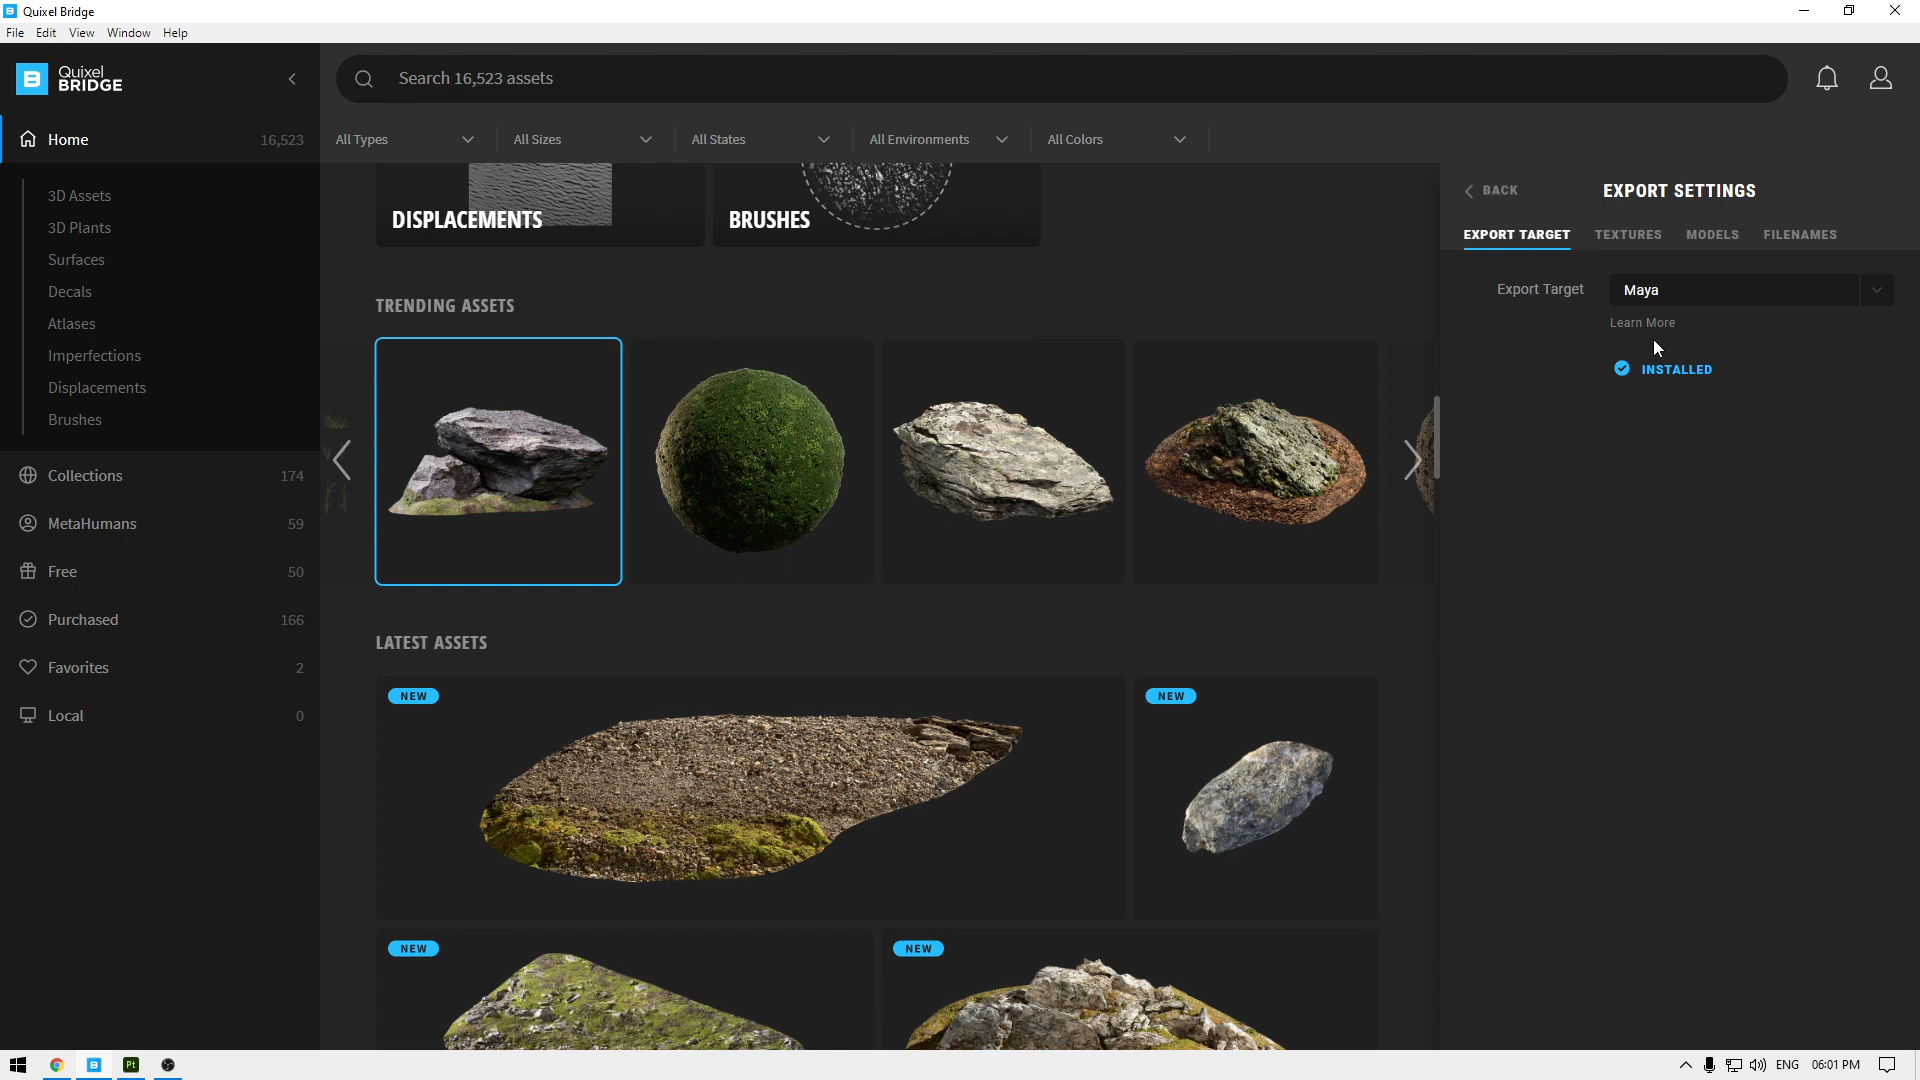 Quixel Bridge
File Edit View Window Help
Quixel
BRIDGE
Search 16,523 assets
Home 16,523
All Types All Sizes All States All Environments All Colors
3D Assets
3D Plants
Surfaces
Decals
Atlases
Imperfections
Displacements
Brushes
Collections 174
MetaHumans 59
Free 50
Purchased 166
Favorites 2
Local 0
DISPLACEMENTS
BRUSHES
TRENDING ASSETS
LATEST ASSETS
NEW
NEW
NEW
NEW
BACK
EXPORT SETTINGS
EXPORT TARGET TEXTURES MODELS FILENAMES
Export Target Maya
Learn More
INSTALLED
Pt
ENG 06:01 PM